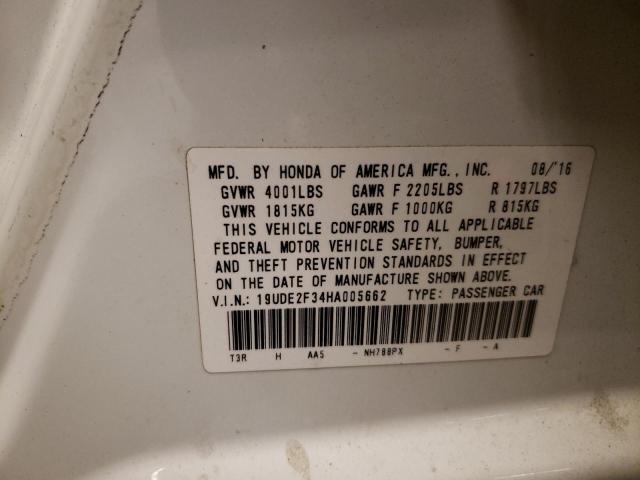 MFD. BY HONDA OF AMERICA MFG., INC. 08/'16
GVWR 4001LBS GAWR F 2205LBS R 1797LBS
GVWR 1815KG GAWR F 1000KG R 815KG
THIS VEHICLE CONFORMS TO ALL APPLICABLE
FEDERAL MOTOR VEHICLE SAFETY, BUMPER,
AND THEFT PREVENTION STANDARDS IN EFFECT
ON THE DATE OF MANUFACTURE SHOWN ABOVE.
V.I.N.: 19UDE2F34HA005662 TYPE: PASSENGER CAR
T3R H AA5 - NH788PX - F - A